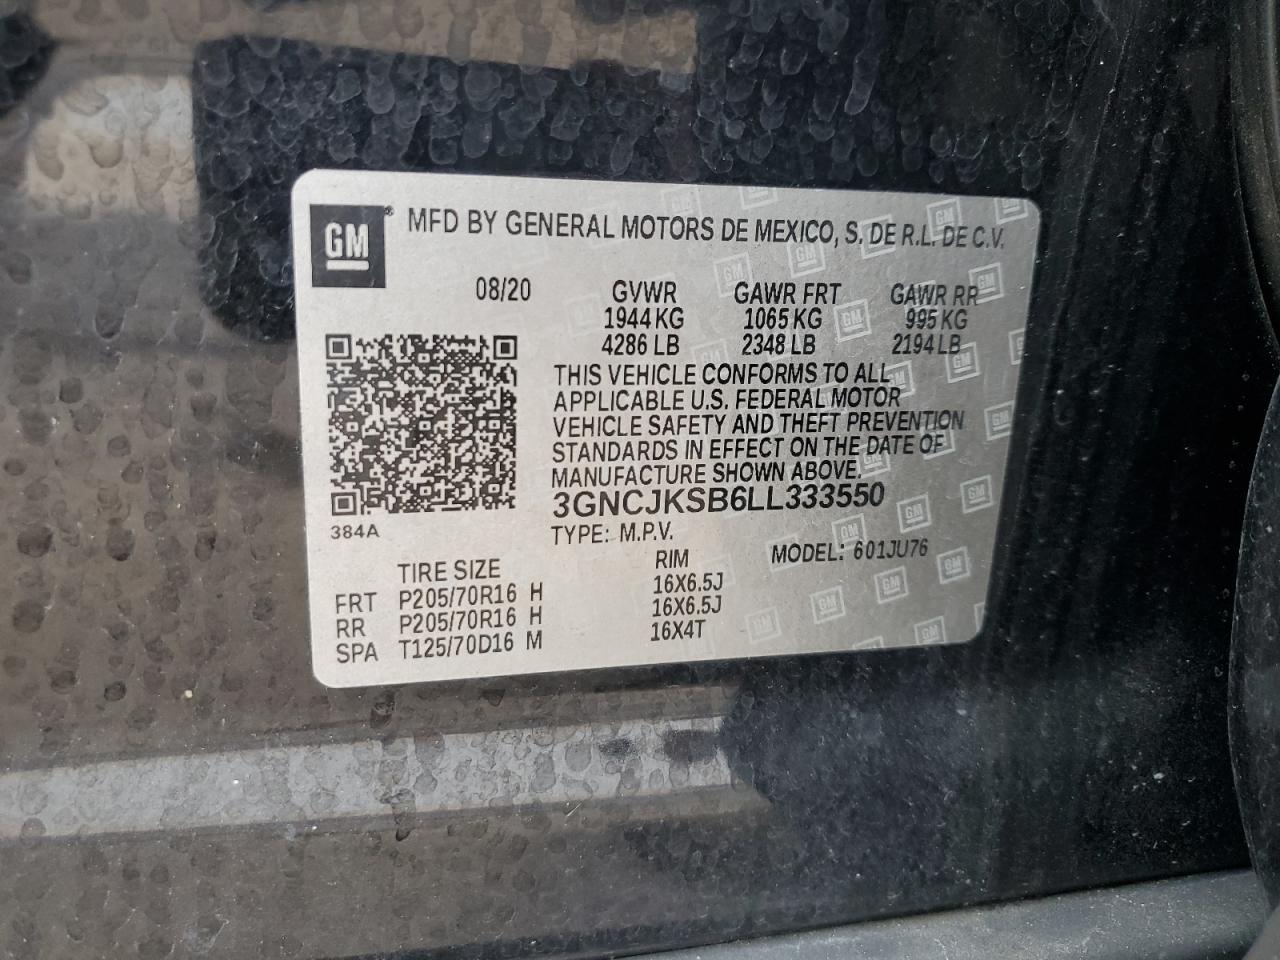 GM ® MFD BY GENERAL MOTORS DE MEXICO, S. DE R.L. DE C.V.
08/20 GVWR GAWR FRT GAWR RR
1944 KG 1065 KG 995 KG
4286 LB 2348 LB 2194 LB
THIS VEHICLE CONFORMS TO ALL
APPLICABLE U.S. FEDERAL MOTOR
VEHICLE SAFETY AND THEFT PREVENTION
STANDARDS IN EFFECT ON THE DATE OF
MANUFACTURE SHOWN ABOVE.
3GNCJKSB6LL333550
384A TYPE: M.P.V. MODEL: 601JU76
TIRE SIZE RIM
FRT P205/70R16 H 16X6.5J
RR P205/70R16 H 16X6.5J
SPA T125/70D16 M 16X4T